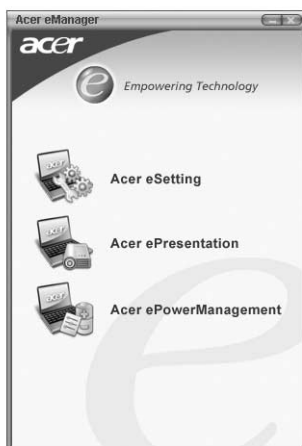 Acer eManager
acer
e Empowering Technology
Acer eSetting
Acer ePresentation
Acer ePowerManagement